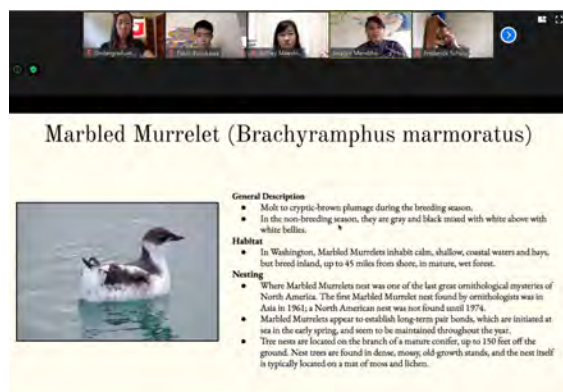 Undergraduate...
Marbled Murrelet (Brachyramphus marmoratus)
General Description
● Molt to cryptic-brown plumage during the breeding season.
● In the non-breeding season, they are gray and black mixed with white above with
white bellies.
Habitat
● In Washington, Marbled Murrelets inhabit calm, shallow, coastal waters and bays,
but breed inland, up to 45 miles from shore, in mature, wet forest.
Nesting
● Where Marbled Murrelets nest was one of the last great ornithological mysteries of
North America. The first Marbled Murrelet nest found by ornithologists was in
Asia in 1961; a North American nest was not found until 1974.
● Marbled Murrelets appear to establish long-term pair bonds, which are initiated at
sea in the early spring, and seem to be maintained throughout the year.
● Tree nests are located on the branch of a mature conifer, up to 150 feet off the
ground. Nest trees are found in dense, mossy, old-growth stands, and the nest itself
is typically located on a mat of moss and lichen.